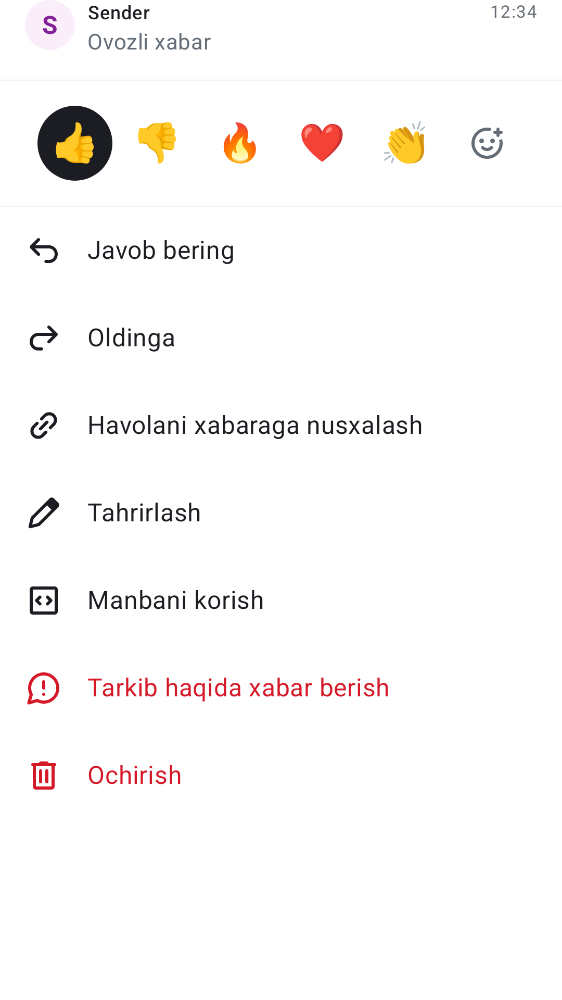 S
Sender
12:34
Ovozli xabar
Javob bering
Oldinga
Havolani xabaraga nusxalash
Tahrirlash
Manbani korish
Tarkib haqida xabar berish
Ochirish